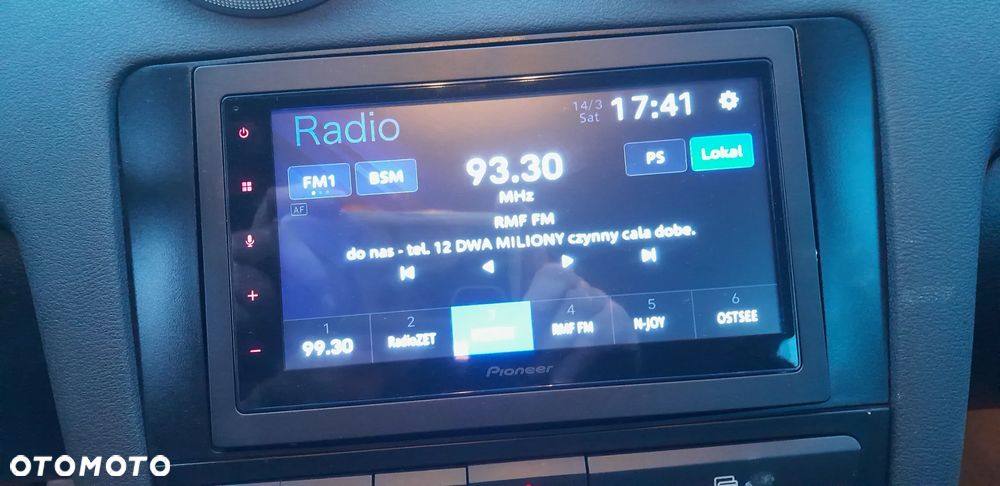 Radio
14/3
Sat
17:41
FM1
BSM
93.30
MHz
PS
Lokal
AF
RMF FM
do nas - tel. 12 DWA MILIONY czynny cala dobe.
1
2
3
4
5
6
99.30
RadioZET
RMF FM
N-JOY
OSTSEE
Pioneer
OTOMOTO